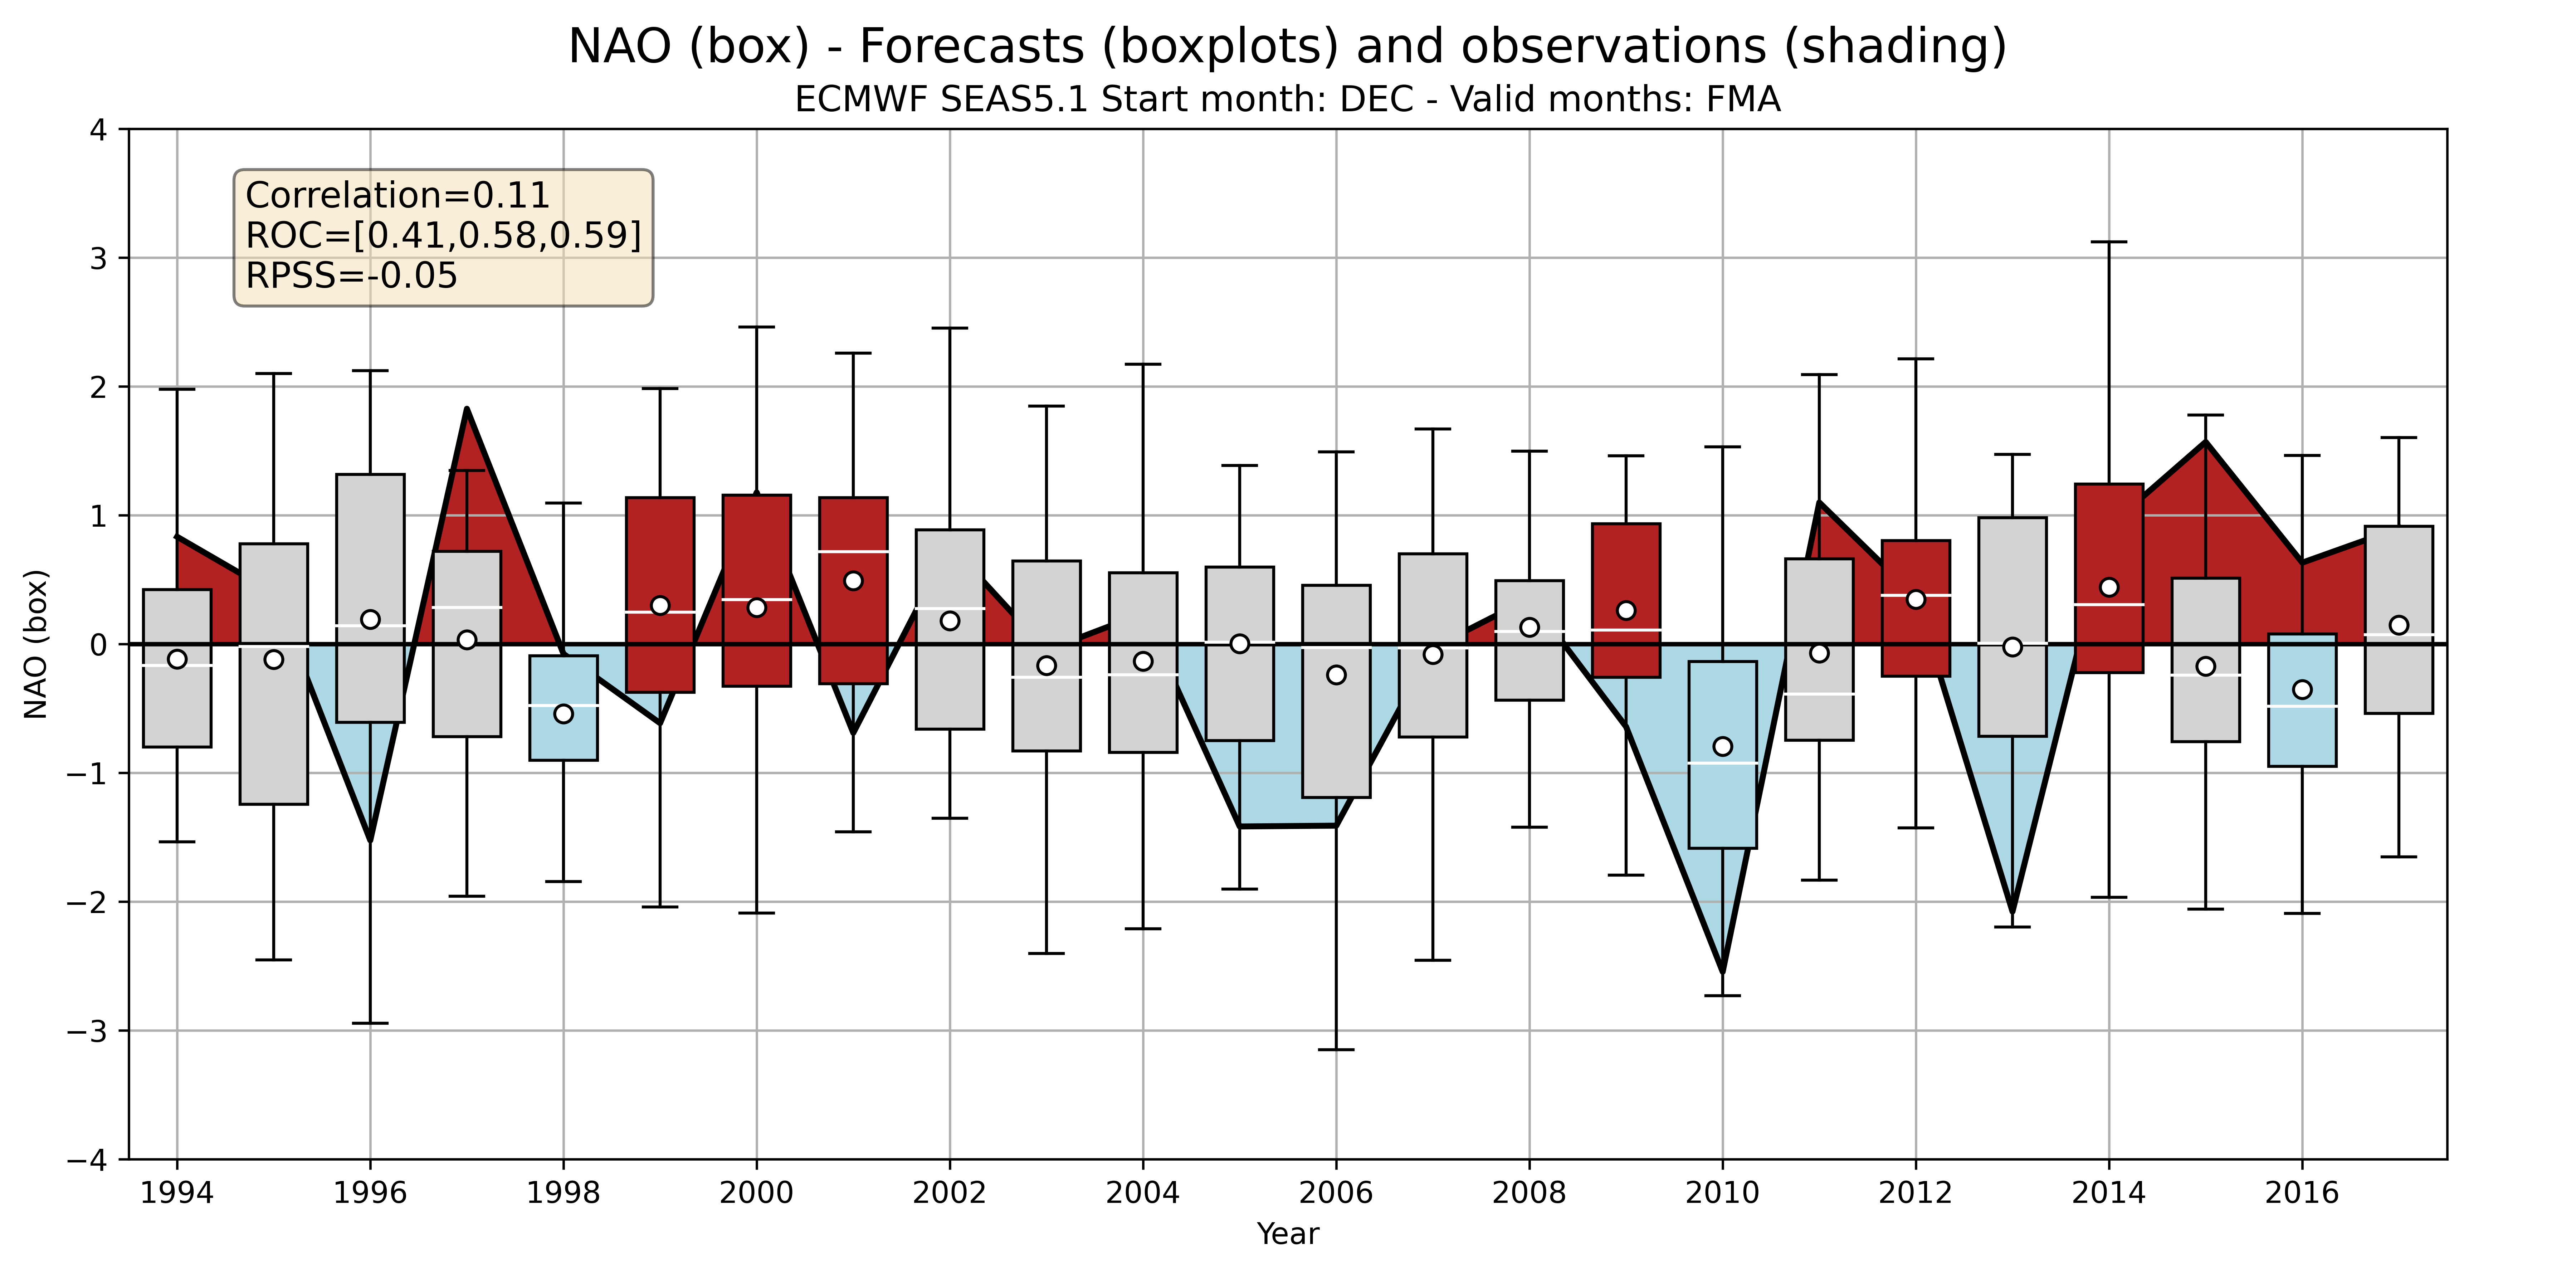 NAO (box) - Forecasts (boxplots) and observations (shading)
ECMWF SEAS5.1 Start month: DEC - Valid months: FMA
Correlation=0.11
ROC=[0.41,0.58,0.59]
RPSS=-0.05
NAO (box)
4
3
2
1
0
−1
−2
−3
−4
1994 1996 1998 2000 2002 2004 2006 2008 2010 2012 2014 2016
Year